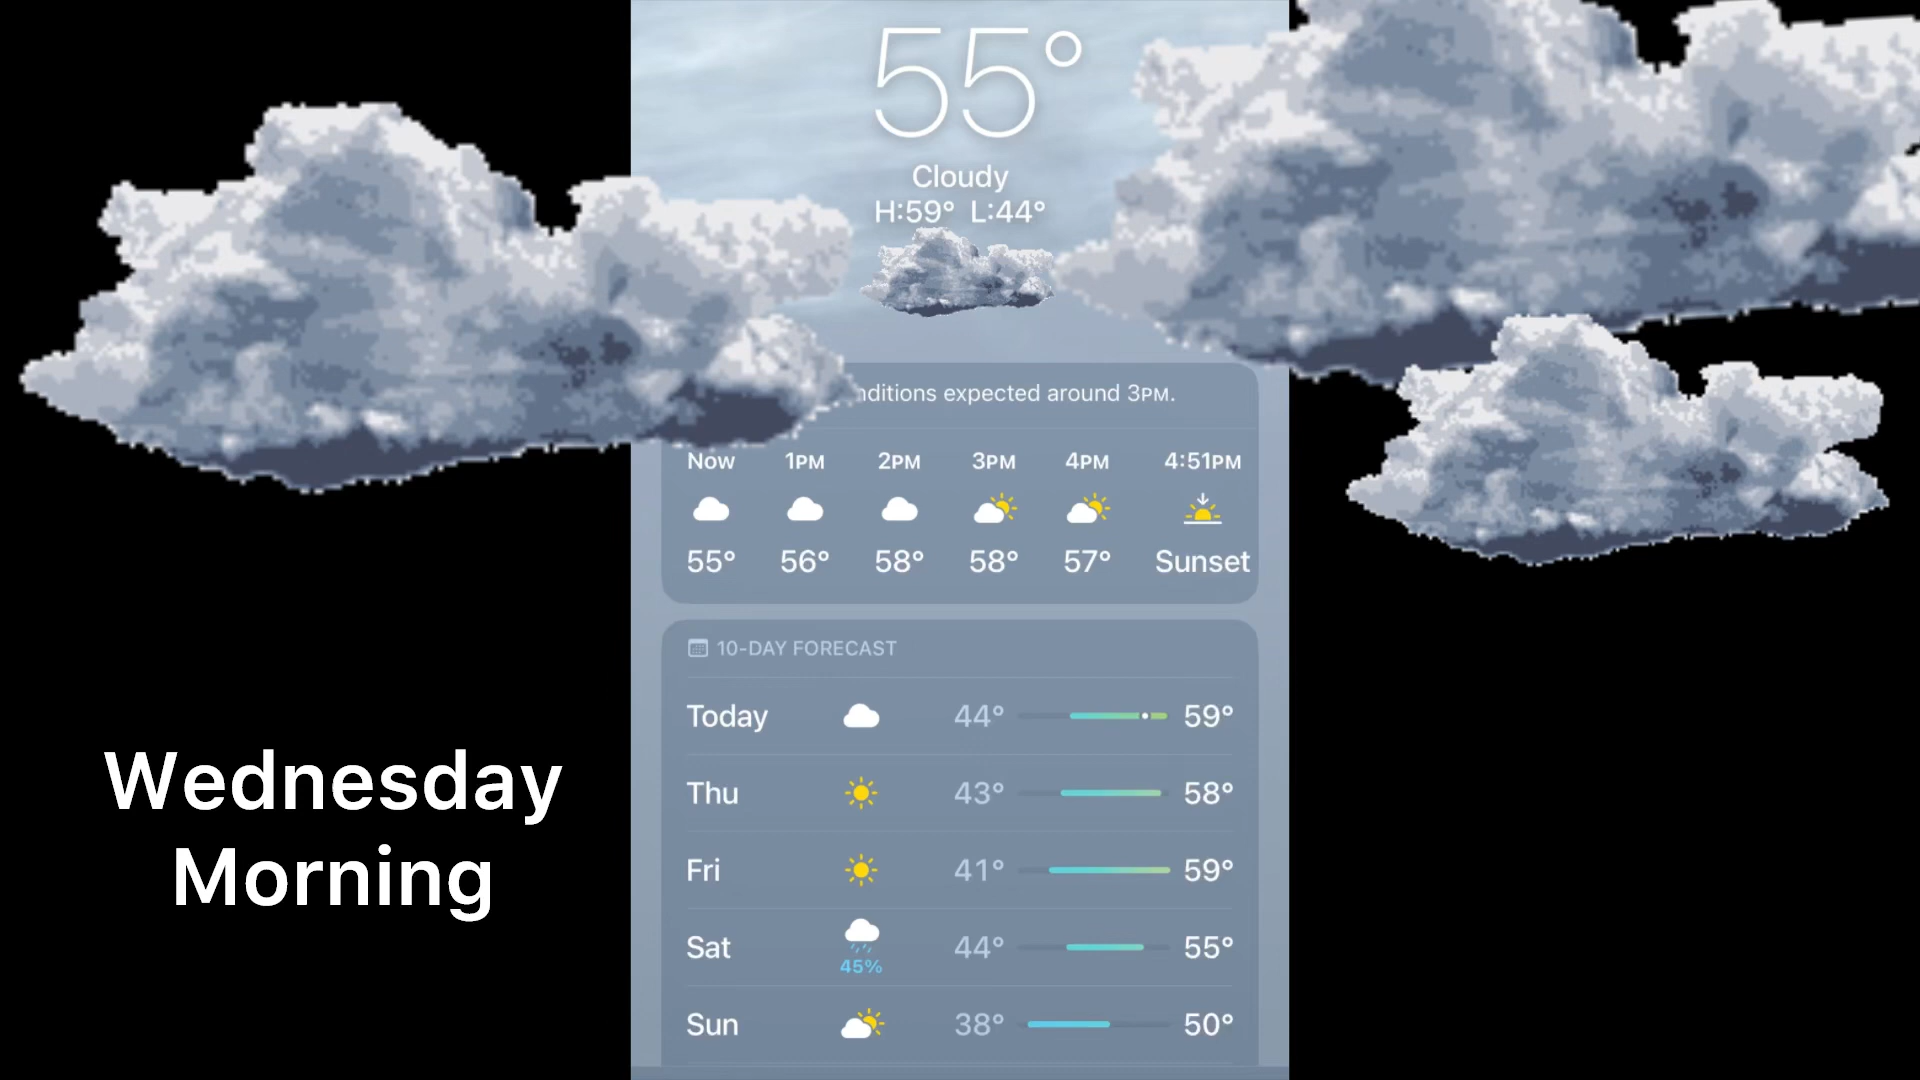 55°
Cloudy
H:59° L:44°
expected around 3PM.
Now 1PM 2PM 3PM 4PM 4:51PM
55° 56° 58° 58° 57° Sunset
10-DAY FORECAST
Today 44° 59°
Thu 43° 58°
Fri 41° 59°
Sat 45% 44° 55°
Sun 38° 50°
Wednesday
Morning